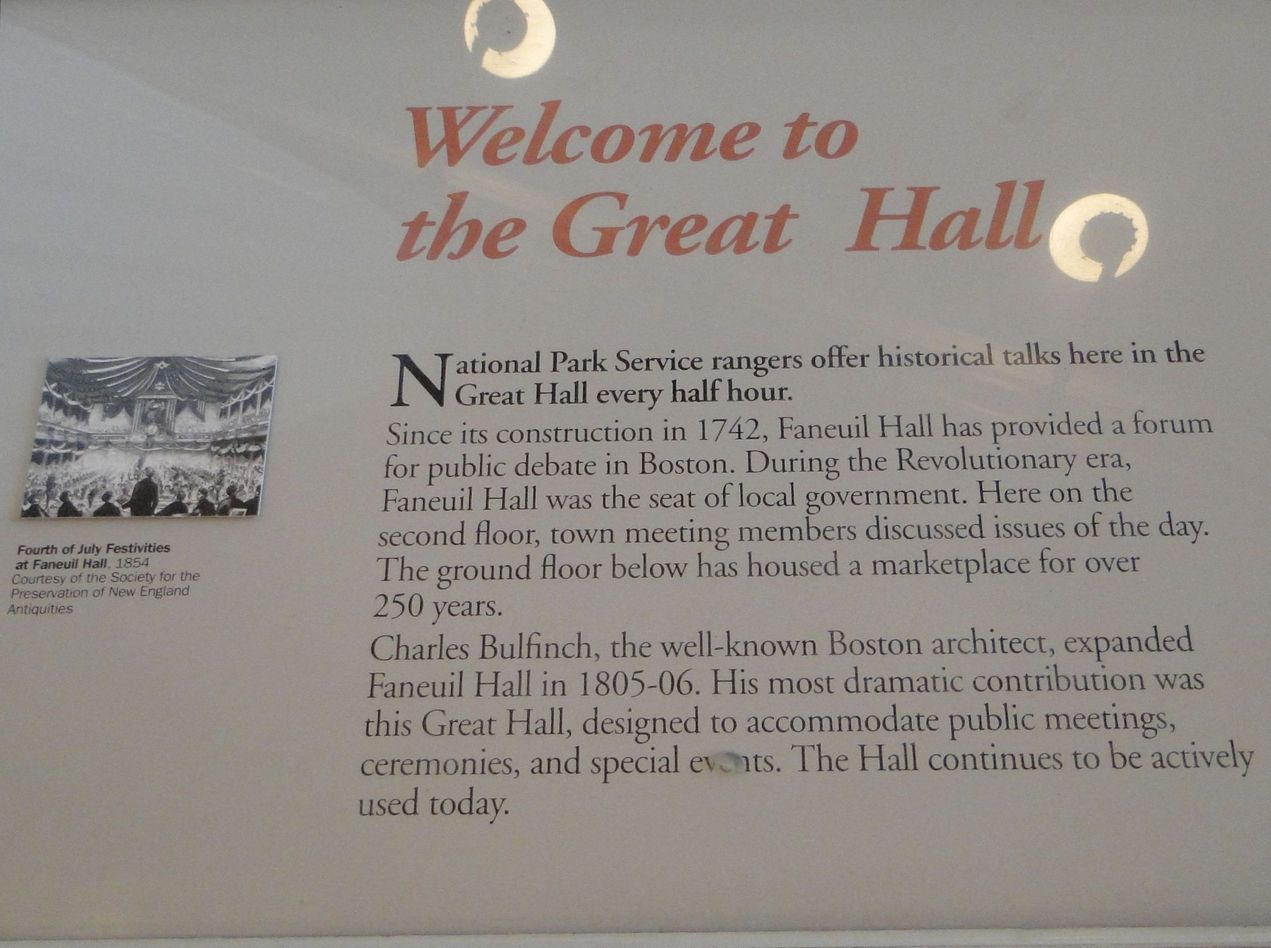 Welcome to
the Great Hall
National Park Service rangers offer historical talks here in the
Great Hall every half hour.
Since its construction in 1742, Faneuil Hall has provided a forum
for public debate in Boston. During the Revolutionary era,
Faneuil Hall was the seat of local government. Here on the
second floor, town meeting members discussed issues of the day.
The ground floor below has housed a marketplace for over
250 years.
Charles Bulfinch, the well-known Boston architect, expanded
Faneuil Hall in 1805-06. His most dramatic contribution was
this Great Hall, designed to accommodate public meetings,
ceremonies, and special events. The Hall continues to be actively
used today.
Fourth of July Festivities
at Faneuil Hall, 1854
Courtesy of the Society for the
Preservation of New England
Antiquities